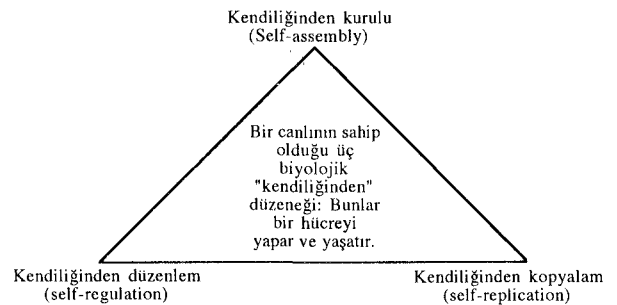 Kendiliğinden kurulu
(Self-assembly)
Bir canlının sahip
olduğu üç
biyolojik
"kendiliğinden"
düzeneği: Bunlar
bir hücreyi
yapar ve yaşatır.
Kendiliğinden düzenlem
(self-regulation)
Kendiliğinden kopyalam
(self-replication)